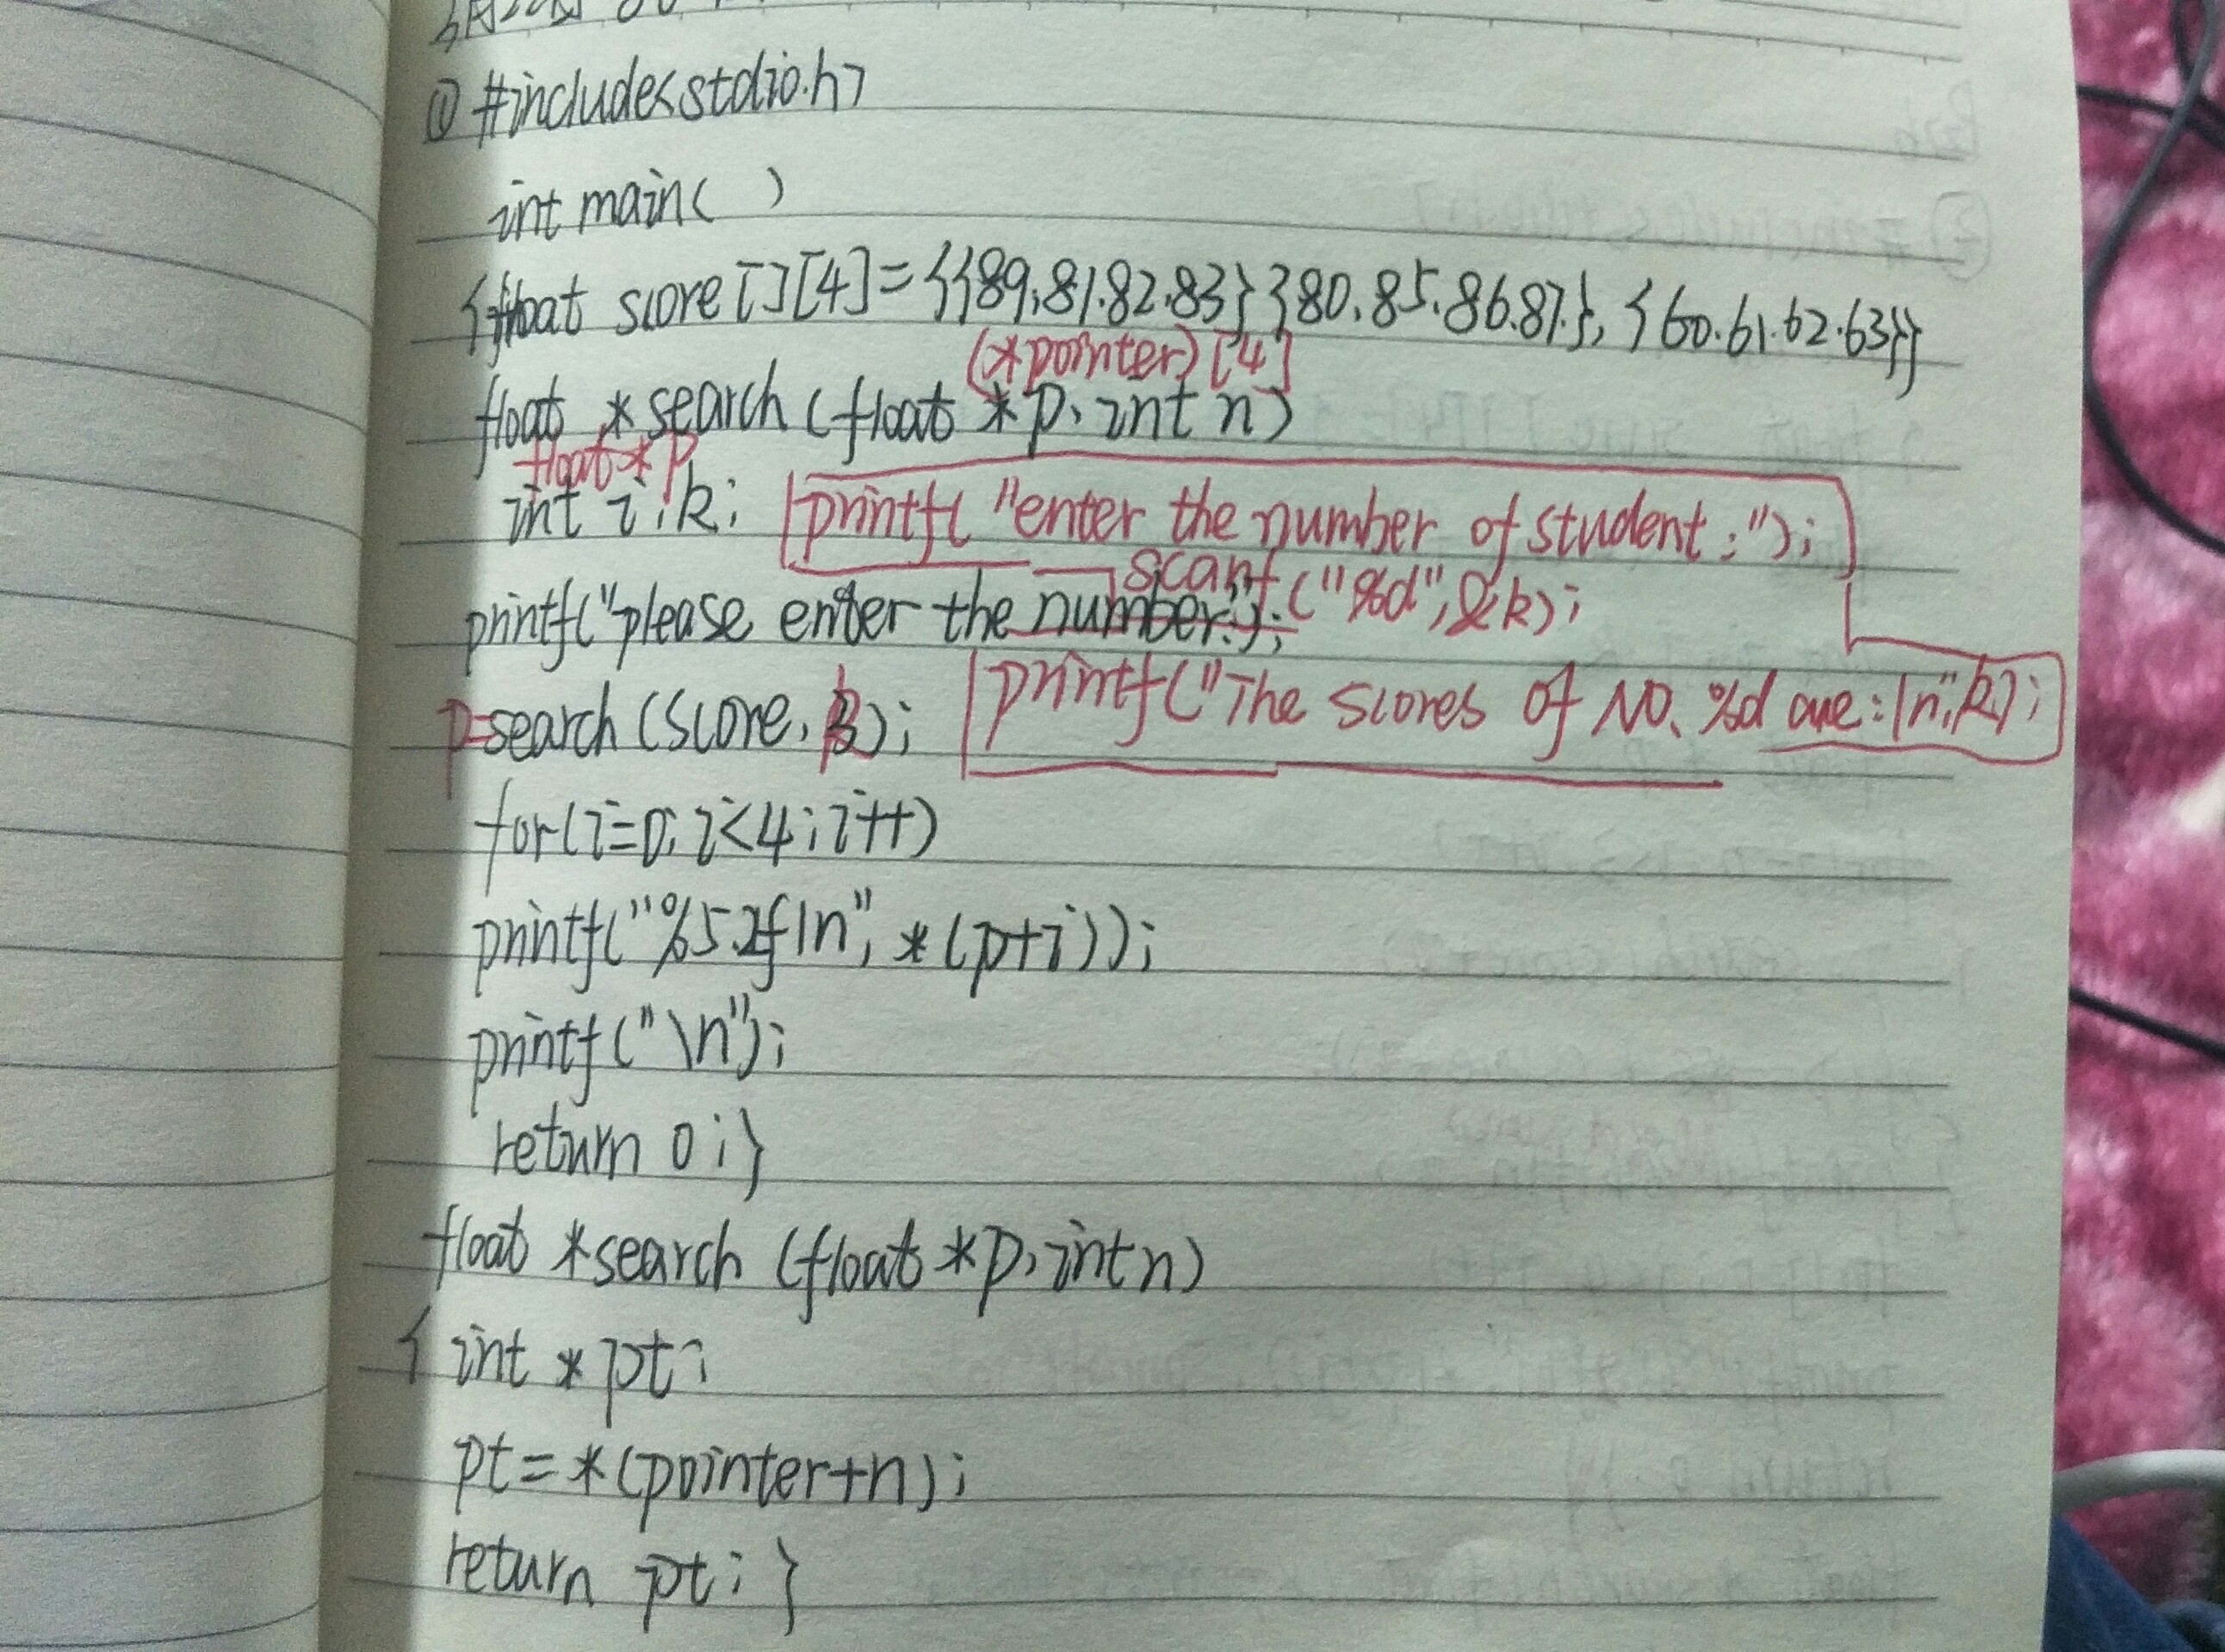 ① #include<stdio.h>
int main( )
{float score[][4]={{89.81.82.83}{80.85.86.87.},{60.61.62.63}}
(*pointer)[4]
float *search(float *p, int n)
float *p
int i,k; printf("enter the number of student:");
scanf("%d",&k);
printf("please enter the number:");
p=search(score, k); printf("The scores of NO. %d are:\n",k);
for(i=0;i<4;i++)
printf("%5.2f\n", *(p+i));
printf("\n");
return 0;}
float *search (float *p, int n)
{ int *pt;
pt=*(pointer+n);
return pt; }